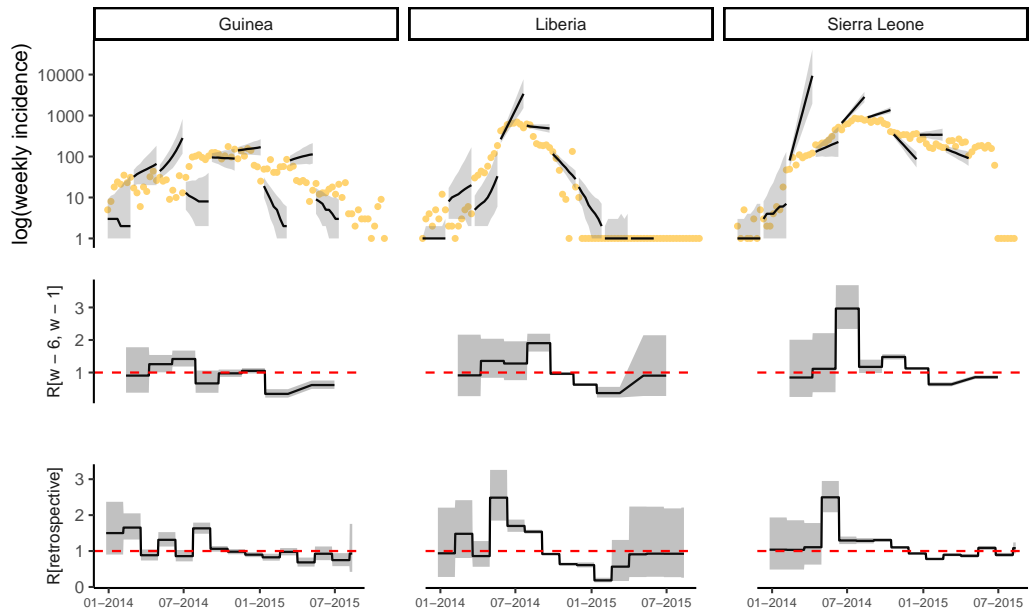 Guinea Liberia Sierra Leone
log(weekly incidence)
10000
1000
100
10
1
R[w − 6, w − 1]
3
2
1
R[retrospective]
3
2
1
0
01−2014 07−2014 01−2015 07−2015 01−2014 07−2014 01−2015 07−2015 01−2014 07−2014 01−2015 07−2015